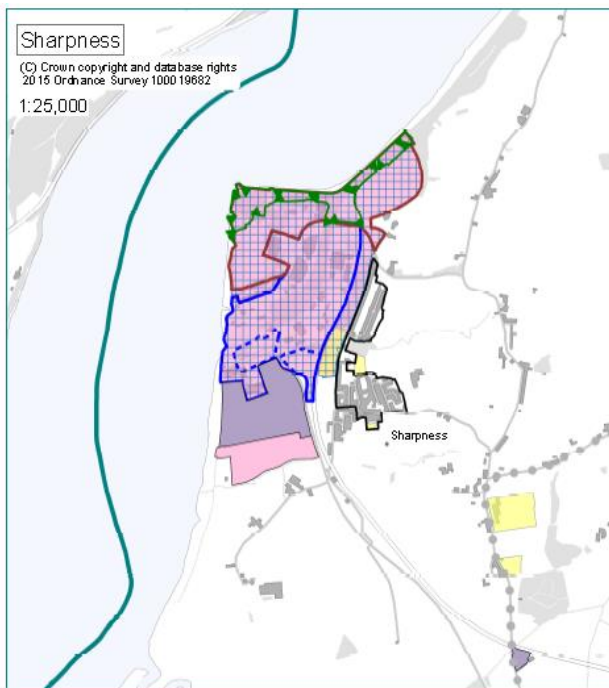 Sharpness
(C) Crown copyright and database rights
2015 Ordnance Survey 100019682
1:25,000
Sharpness